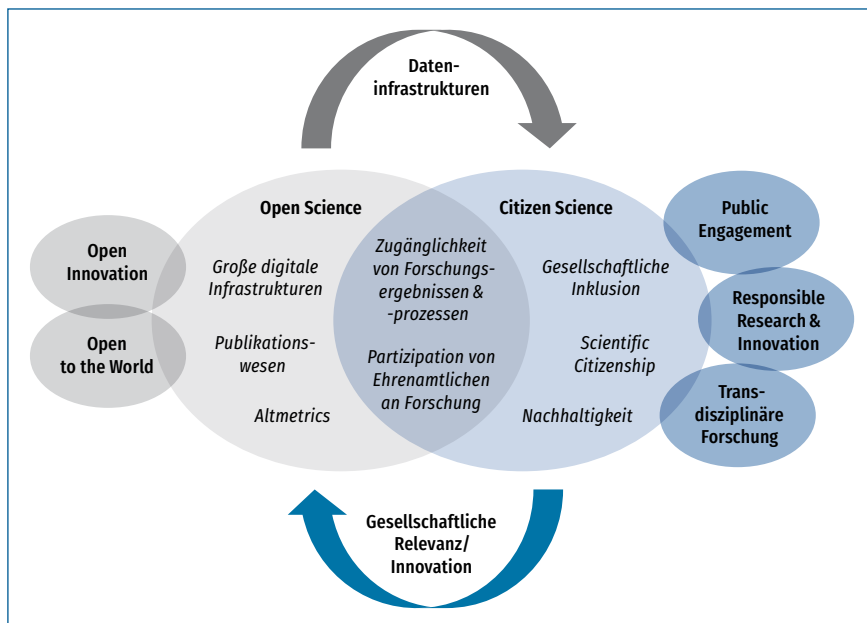 Daten-
infrastrukturen
Open Science
Citizen Science
Open
Innovation
Open
to the World
Große digitale
Infrastrukturen
Publikations-
wesen
Altmetrics
Zugänglichkeit
von Forschungs-
ergebnissen &
-prozessen
Partizipation von
Ehrenamtlichen
an Forschung
Gesellschaftliche
Inklusion
Scientific
Citizenship
Nachhaltigkeit
Public
Engagement
Responsible
Research &
Innovation
Trans-
disziplinäre
Forschung
Gesellschaftliche
Relevanz/
Innovation